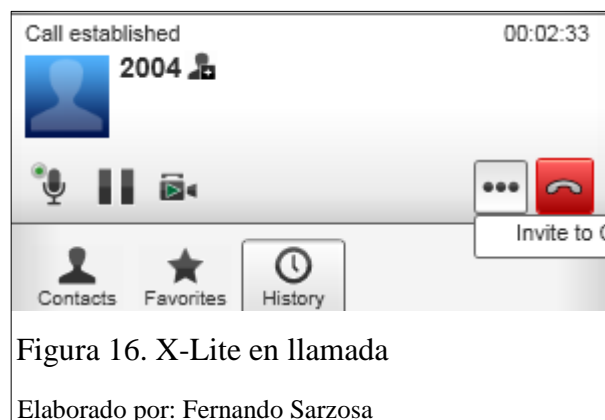 Call established 00:02:33
2004
Invite to
Contacts Favorites History
Figura 16. X-Lite en llamada
Elaborado por: Fernando Sarzosa